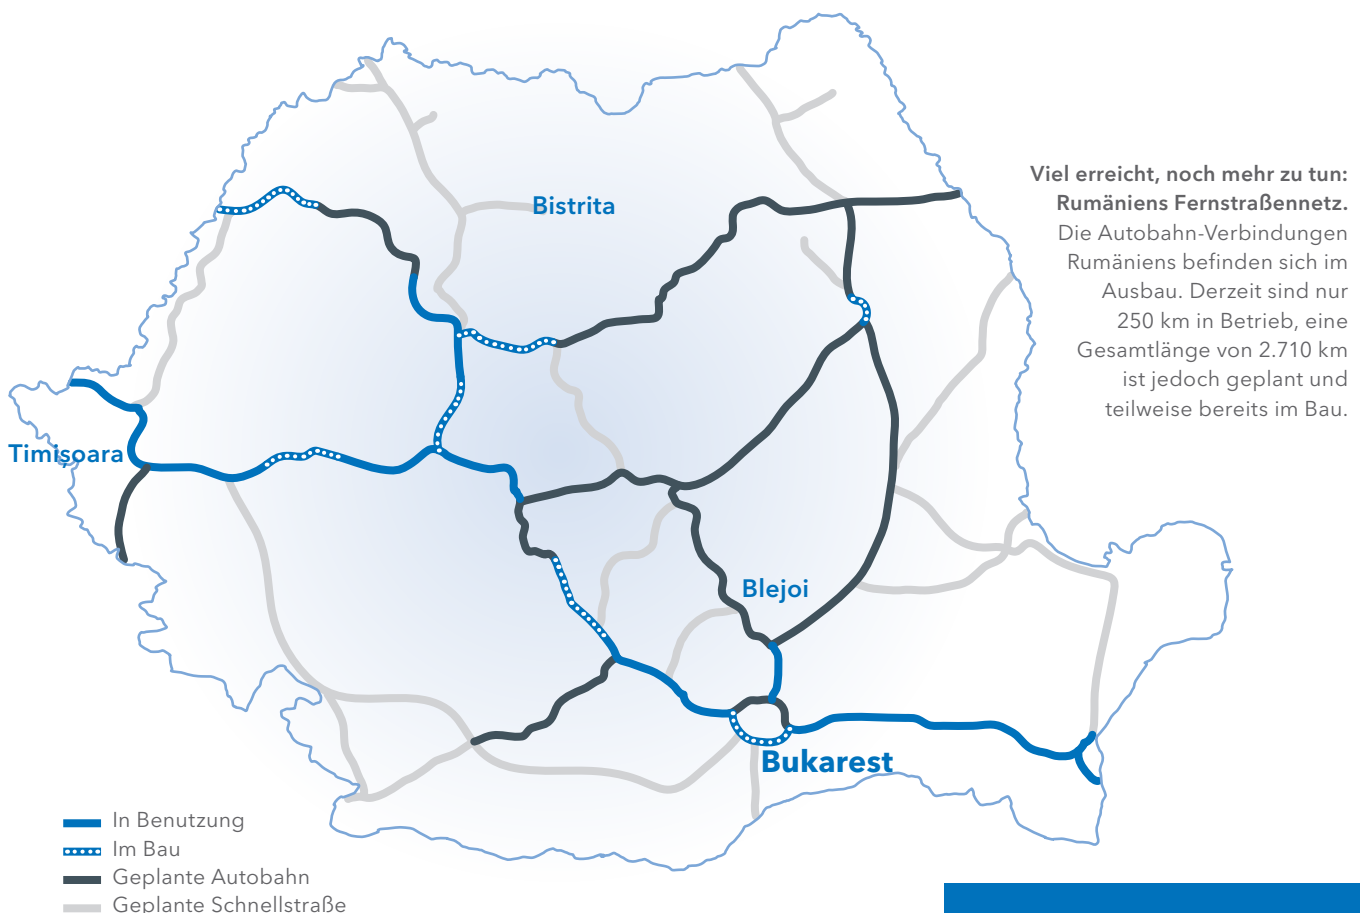 Viel erreicht, noch mehr zu tun:
Rumäniens Fernstraßennetz.
Die Autobahn-Verbindungen
Rumäniens befinden sich im
Ausbau. Derzeit sind nur
250 km in Betrieb, eine
Gesamtlänge von 2.710 km
ist jedoch geplant und
teilweise bereits im Bau.
Bistrita
Timișoara
Blejoi
Bukarest
In Benutzung
Im Bau
Geplante Autobahn
Geplante Schnellstraße